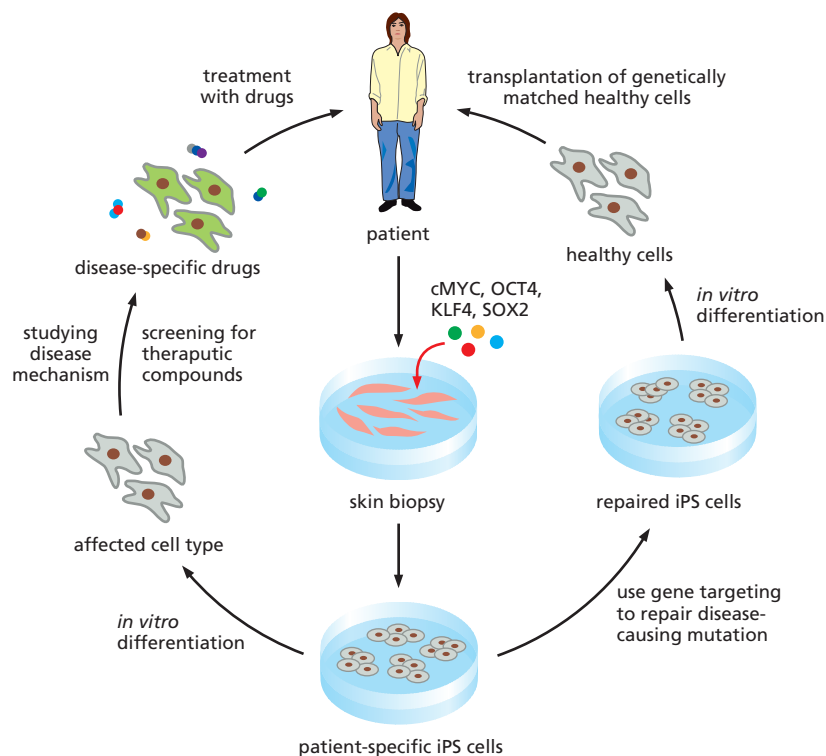 treatment
with drugs
transplantation of genetically
matched healthy cells
patient
disease-specific drugs
healthy cells
cMYC, OCT4,
KLF4, SOX2
in vitro
differentiation
studying
disease
mechanism
screening for
theraputic
compounds
skin biopsy
repaired iPS cells
affected cell type
use gene targeting
to repair disease-
causing mutation
in vitro
differentiation
patient-specific iPS cells